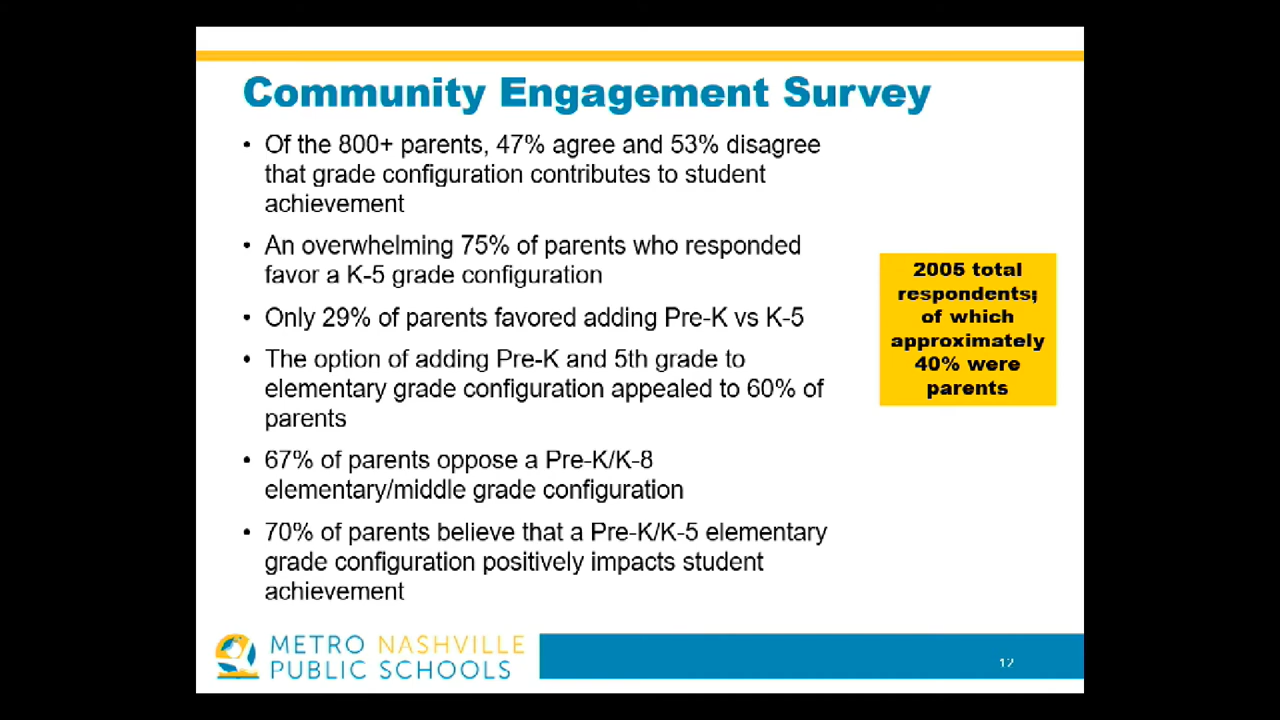 Community Engagement Survey
• Of the 800+ parents, 47% agree and 53% disagree
that grade configuration contributes to student
achievement
• An overwhelming 75% of parents who responded
favor a K-5 grade configuration
• Only 29% of parents favored adding Pre-K vs K-5
• The option of adding Pre-K and 5th grade to
elementary grade configuration appealed to 60% of
parents
• 67% of parents oppose a Pre-K/K-8
elementary/middle grade configuration
• 70% of parents believe that a Pre-K/K-5 elementary
grade configuration positively impacts student
achievement
2005 total
respondents;
of which
approximately
40% were
parents
METRO NASHVILLE
PUBLIC SCHOOLS
12